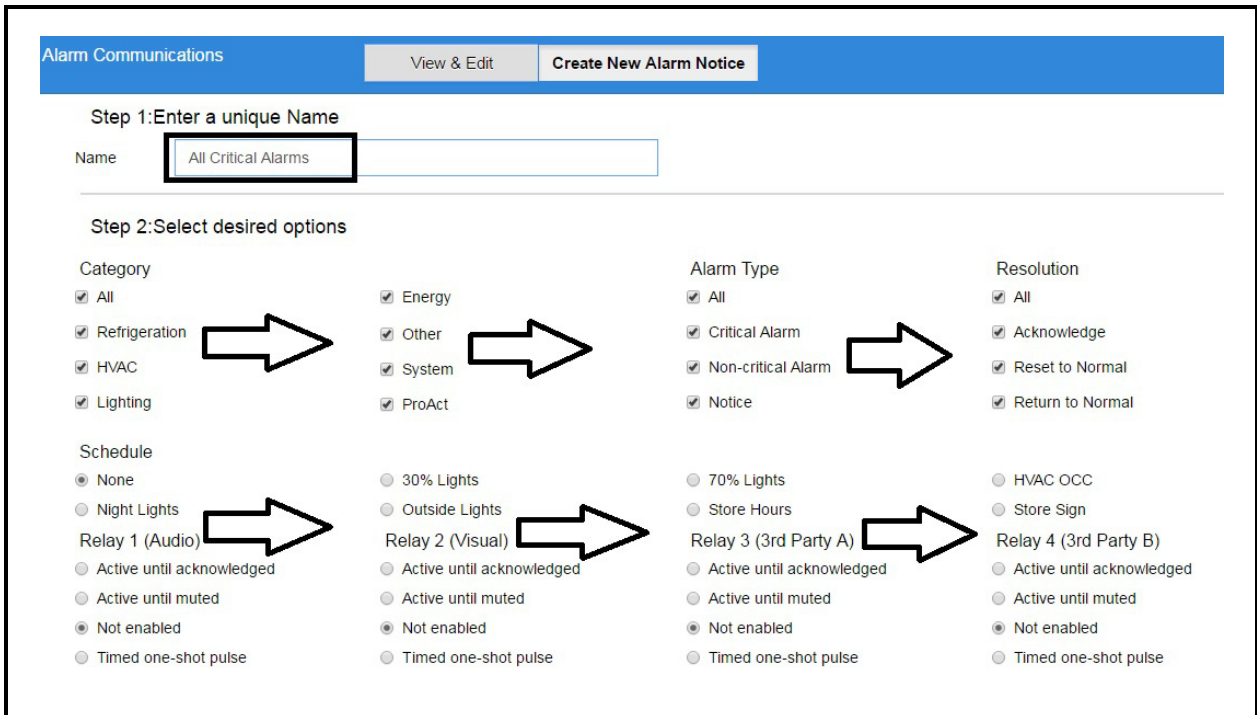 Alarm Communications View & Edit Create New Alarm Notice
Step 1:Enter a unique Name
Name All Critical Alarms
Step 2:Select desired options
Category Alarm Type Resolution
All Energy All All
Refrigeration Other Critical Alarm Acknowledge
HVAC System Non-critical Alarm Reset to Normal
Lighting ProAct Notice Return to Normal
Schedule
None 30% Lights 70% Lights HVAC OCC
Night Lights Outside Lights Store Hours Store Sign
Relay 1 (Audio) Relay 2 (Visual) Relay 3 (3rd Party A) Relay 4 (3rd Party B)
Active until acknowledged Active until acknowledged Active until acknowledged Active until acknowledged
Active until muted Active until muted Active until muted Active until muted
Not enabled Not enabled Not enabled Not enabled
Timed one-shot pulse Timed one-shot pulse Timed one-shot pulse Timed one-shot pulse